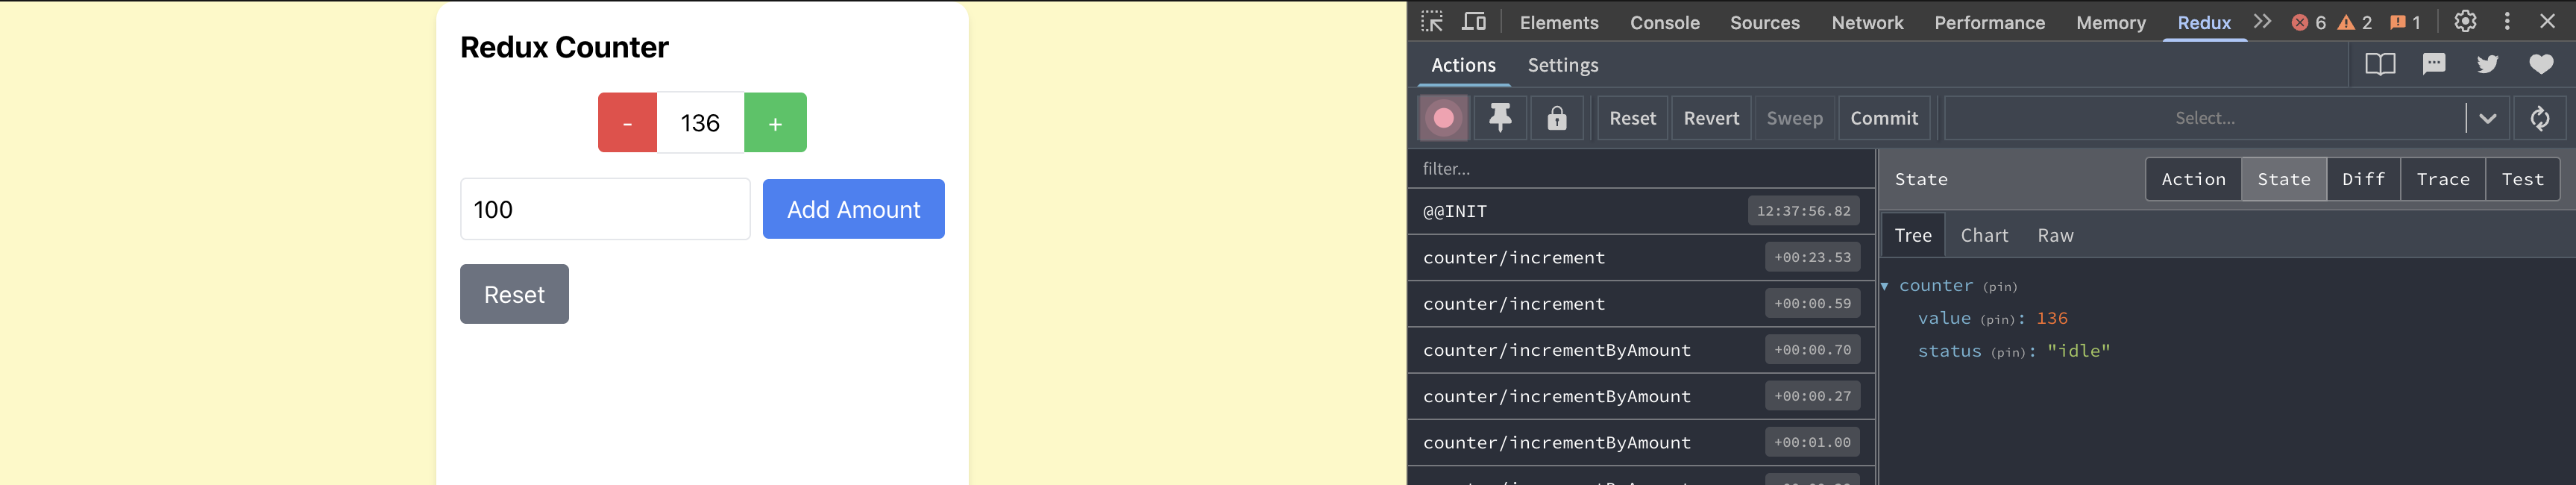 Redux Counter
- 136 +
100 Add Amount
Reset
Elements Console Sources Network Performance Memory Redux 6 2 1
Actions Settings
Reset Revert Sweep Commit Select...
filter...
@@INIT 12:37:56.82
counter/increment +00:23.53
counter/increment +00:00.59
counter/incrementByAmount +00:00.70
counter/incrementByAmount +00:00.27
counter/incrementByAmount +00:01.00
State Action State Diff Trace Test
Tree Chart Raw
counter (pin)
value (pin): 136
status (pin): "idle"